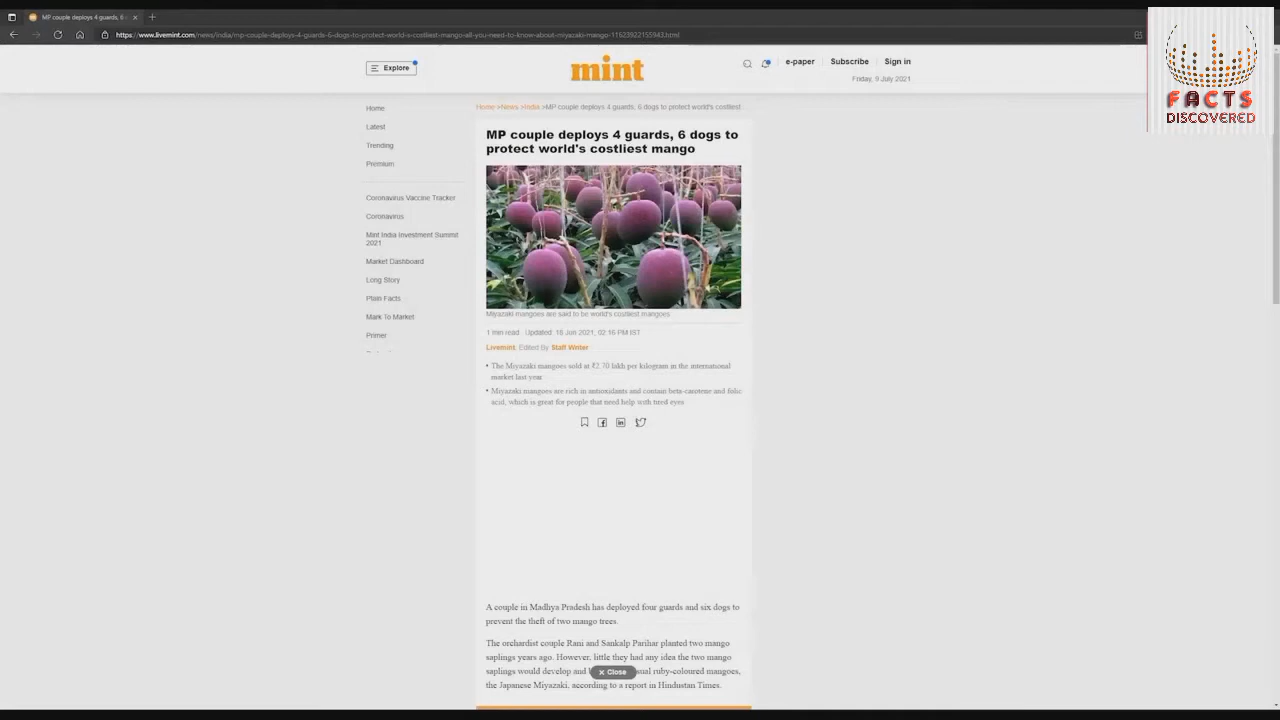 MP couple deploys 4 guards, 6 d
https://www.livemint.com/news/india/mp-couple-deploys-4-guards-6-dogs-to-protect-world-s-costliest-mango-all-you-need-to-know-about-miyazaki-mango-11623922155943.html
FACTS
DISCOVERED
Explore
mint
e-paper
Subscribe
Sign in
Friday, 9 July 2021
Home
Latest
Trending
Premium
Coronavirus Vaccine Tracker
Coronavirus
Mint India Investment Summit
2021
Market Dashboard
Long Story
Plain Facts
Mark To Market
Primer
Home >News >India >MP couple deploys 4 guards, 6 dogs to protect world's costliest
MP couple deploys 4 guards, 6 dogs to
protect world's costliest mango
Miyazaki mangoes are said to be world's costliest mangoes
1 min read . Updated: 18 Jun 2021, 02:16 PM IST
Livemint, Edited By Staff Writer
• The Miyazaki mangoes sold at ₹2.70 lakh per kilogram in the international
market last year
• Miyazaki mangoes are rich in antioxidants and contain beta-carotene and folic
acid, which is great for people that need help with tired eyes
A couple in Madhya Pradesh has deployed four guards and six dogs to
prevent the theft of two mango trees.
The orchardist couple Rani and Sankalp Parihar planted two mango
saplings years ago. However, little they had any idea the two mango
saplings would develop and sual ruby-coloured mangoes,
× Close
the Japanese Miyazaki, according to a report in Hindustan Times.